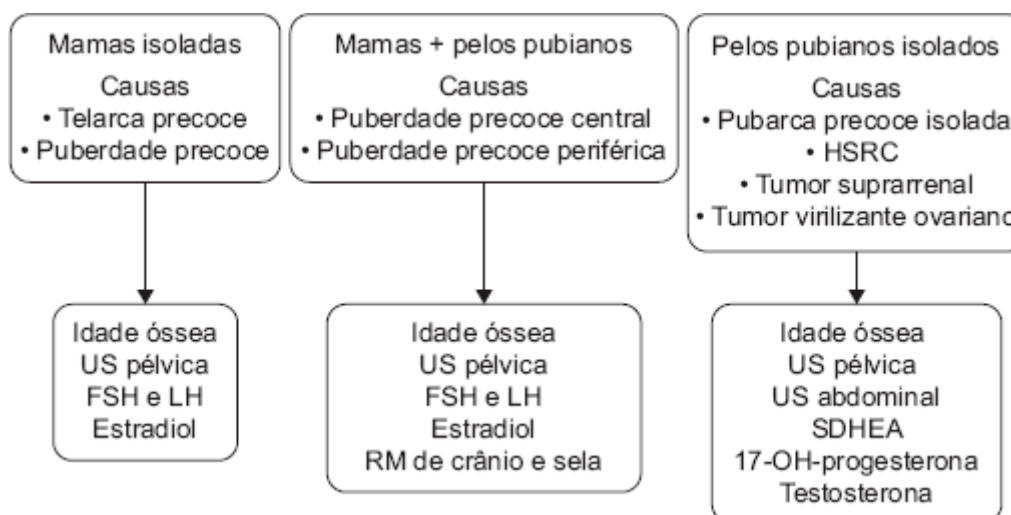 Mamas isoladas
Causas
• Telarca precoce
• Puberdade precoce
Mamas + pelos pubianos
Causas
• Puberdade precoce central
• Puberdade precoce periférica
Pelos pubianos isolados
Causas
• Pubarca precoce isolada
• HSRC
• Tumor suprarrenal
• Tumor virilizante ovariano
Idade óssea
US pélvica
FSH e LH
Estradiol
Idade óssea
US pélvica
FSH e LH
Estradiol
RM de crânio e sela
Idade óssea
US pélvica
US abdominal
SDHEA
17-OH-progesterona
Testosterona